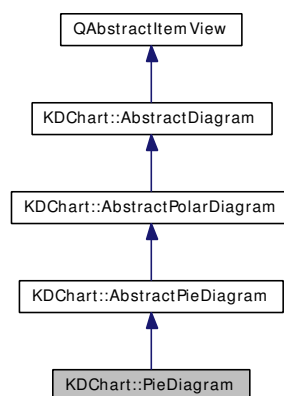 QAbstractItemView
KDChart::AbstractDiagram
KDChart::AbstractPolarDiagram
KDChart::AbstractPieDiagram
KDChart::PieDiagram